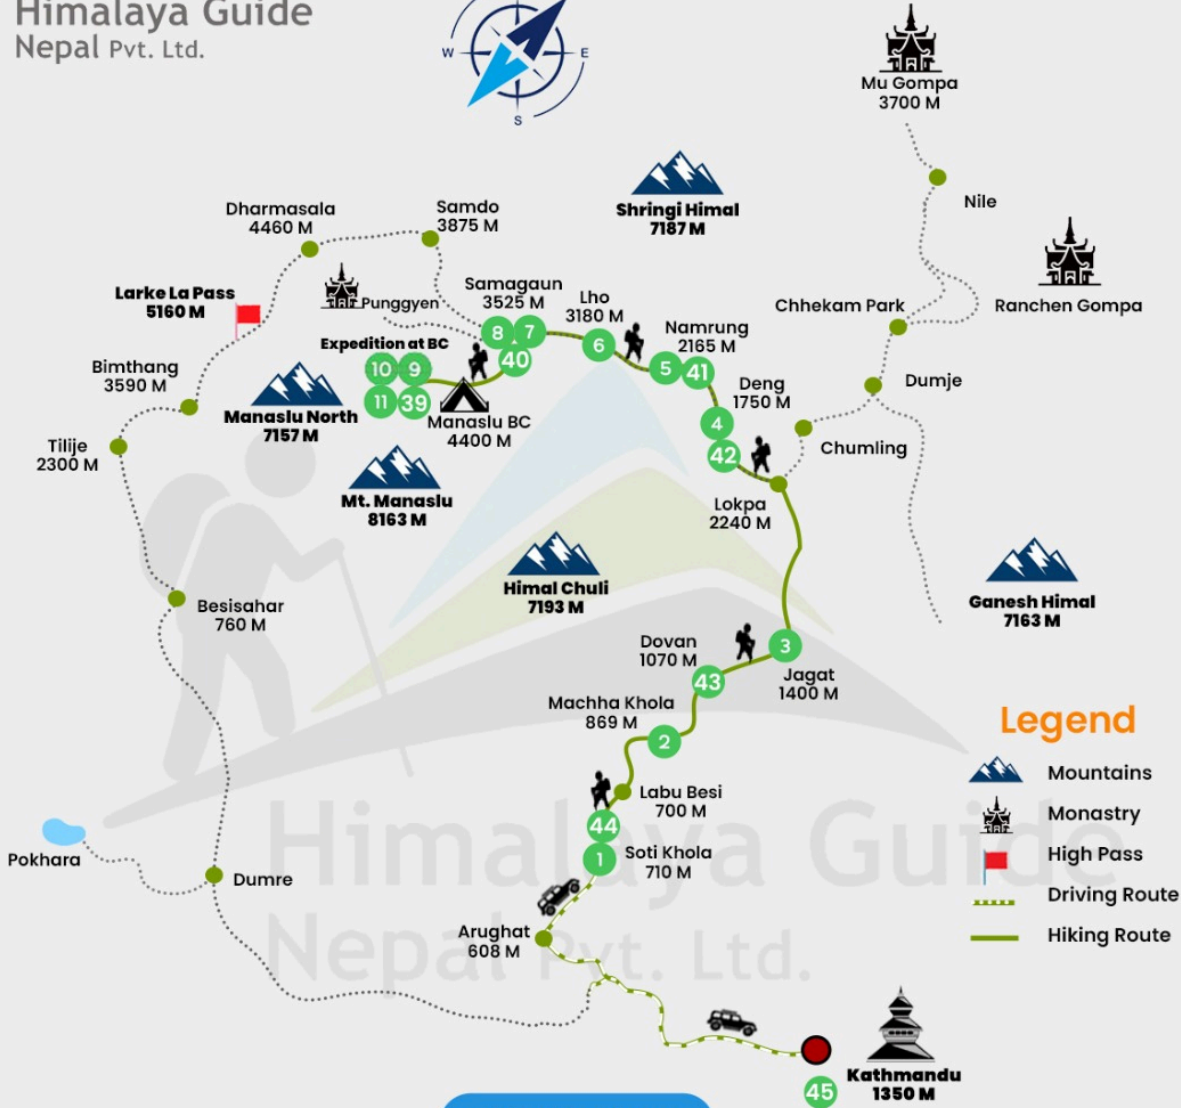 Himalaya Guide
Nepal Pvt. Ltd.
W
E
S
Mu Gompa
3700 M
Nile
Shringi Himal
7187 M
Ranchen Gompa
Dharmasala
4460 M
Samdo
3875 M
Larke La Pass
5160 M
Punggyen
Samagaun
3525 M
8
7
40
Lho
3180 M
6
Chhekam Park
Namrung
2165 M
5
41
Expedition at BC
10
9
11
39
Bimthang
3590 M
Manaslu North
7157 M
Manaslu BC
4400 M
Deng
1750 M
4
42
Dumje
Chumling
Tilije
2300 M
Mt. Manaslu
8163 M
Lokpa
2240 M
Himal Chuli
7193 M
Ganesh Himal
7163 M
Besisahar
760 M
Dovan
1070 M
43
3
Jagat
1400 M
Machha Khola
869 M
2
Labu Besi
700 M
44
1
Soti Khola
710 M
Pokhara
Dumre
Arughat
608 M
Kathmandu
1350 M
45
Legend
Mountains
Monastry
High Pass
Driving Route
Hiking Route
Himalaya Guide
Nepal Pvt. Ltd.